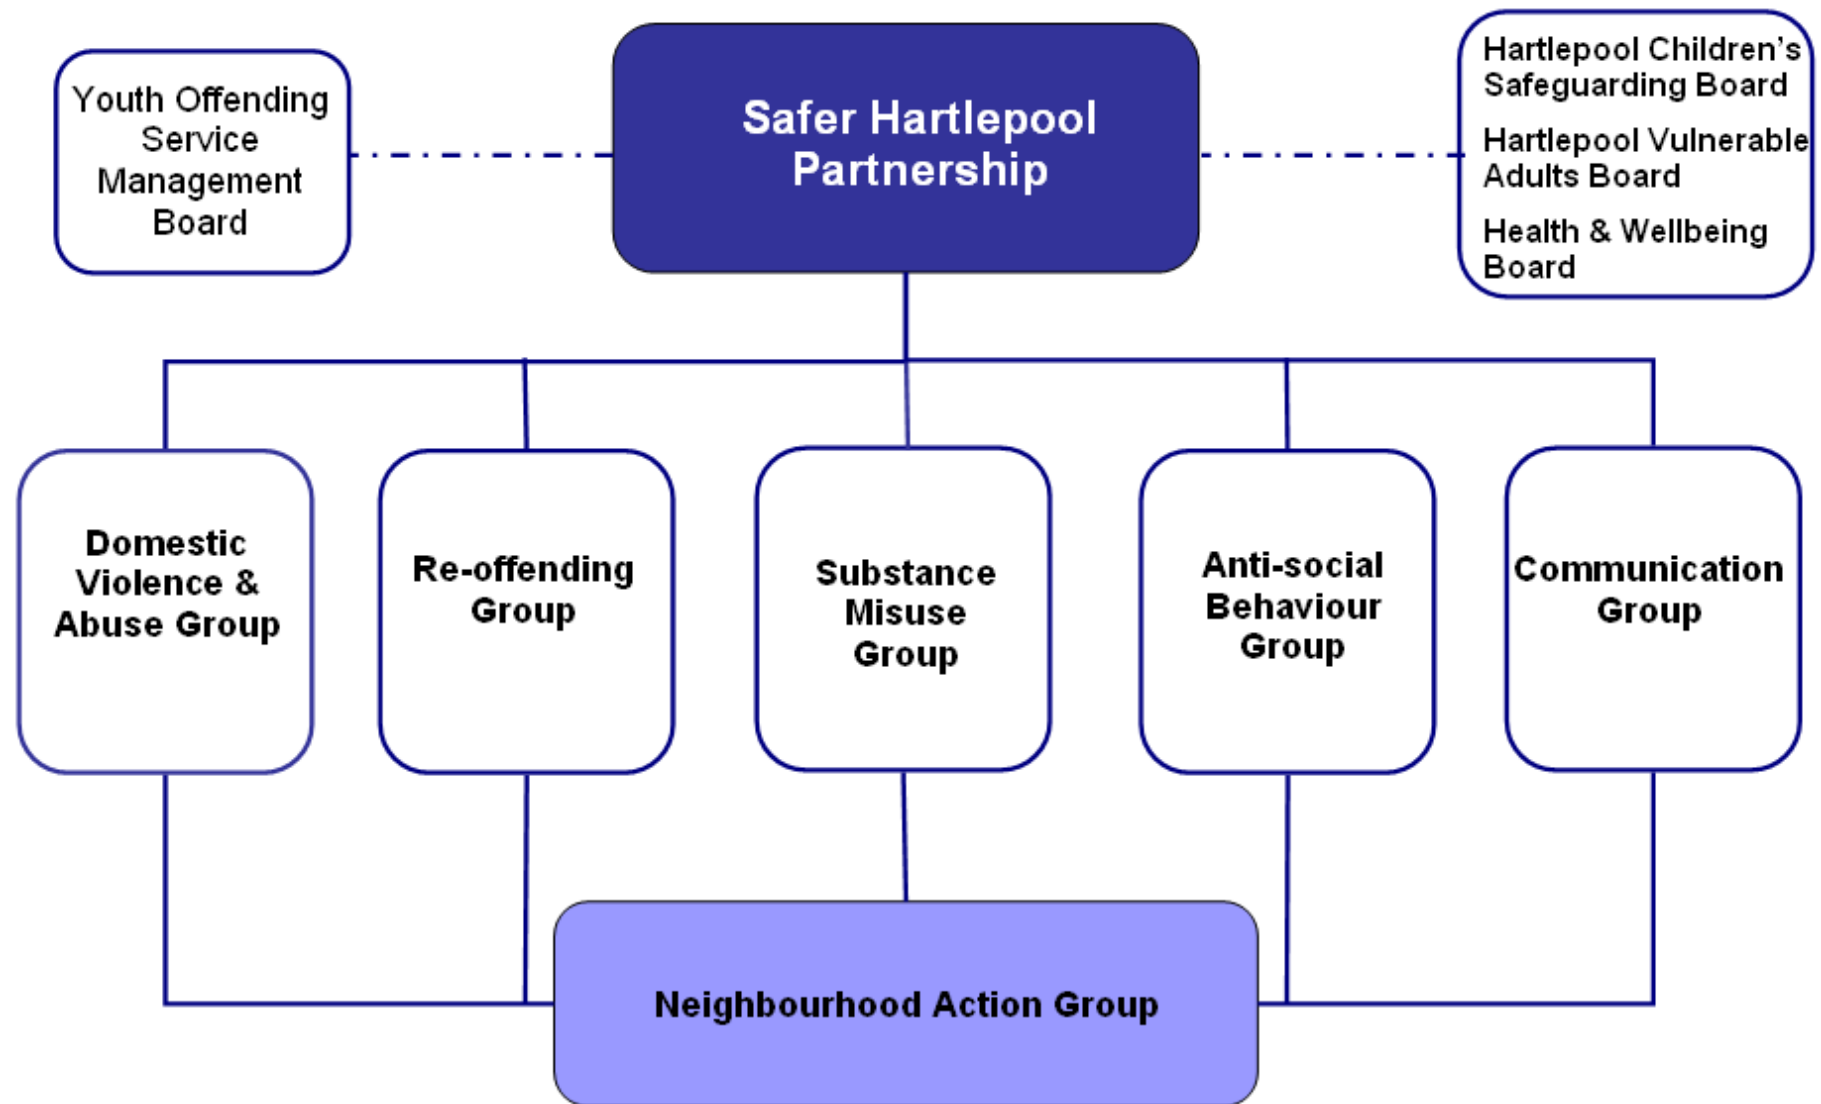 Youth Offending
Service
Management
Board
Safer Hartlepool
Partnership
Hartlepool Children's
Safeguarding Board
Hartlepool Vulnerable
Adults Board
Health & Wellbeing
Board
Domestic
Violence &
Abuse Group
Re-offending
Group
Substance
Misuse
Group
Anti-social
Behaviour
Group
Communication
Group
Neighbourhood Action Group